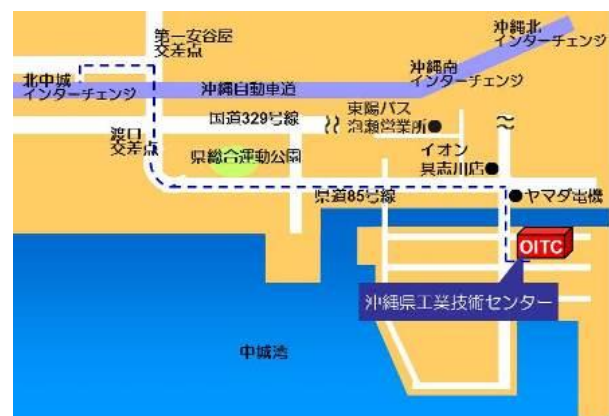 沖縄北
インターチェンジ
第一安谷屋
交差点
沖縄南
インターチェンジ
北中城
インターチェンジ
沖縄自動車道
東陽バス
泡瀬営業所
国道329号線
渡口
交差点
イオン
具志川店
県総合運動公園
県道85号線
ヤマダ電機
OITC
沖縄県工業技術センター
中城湾